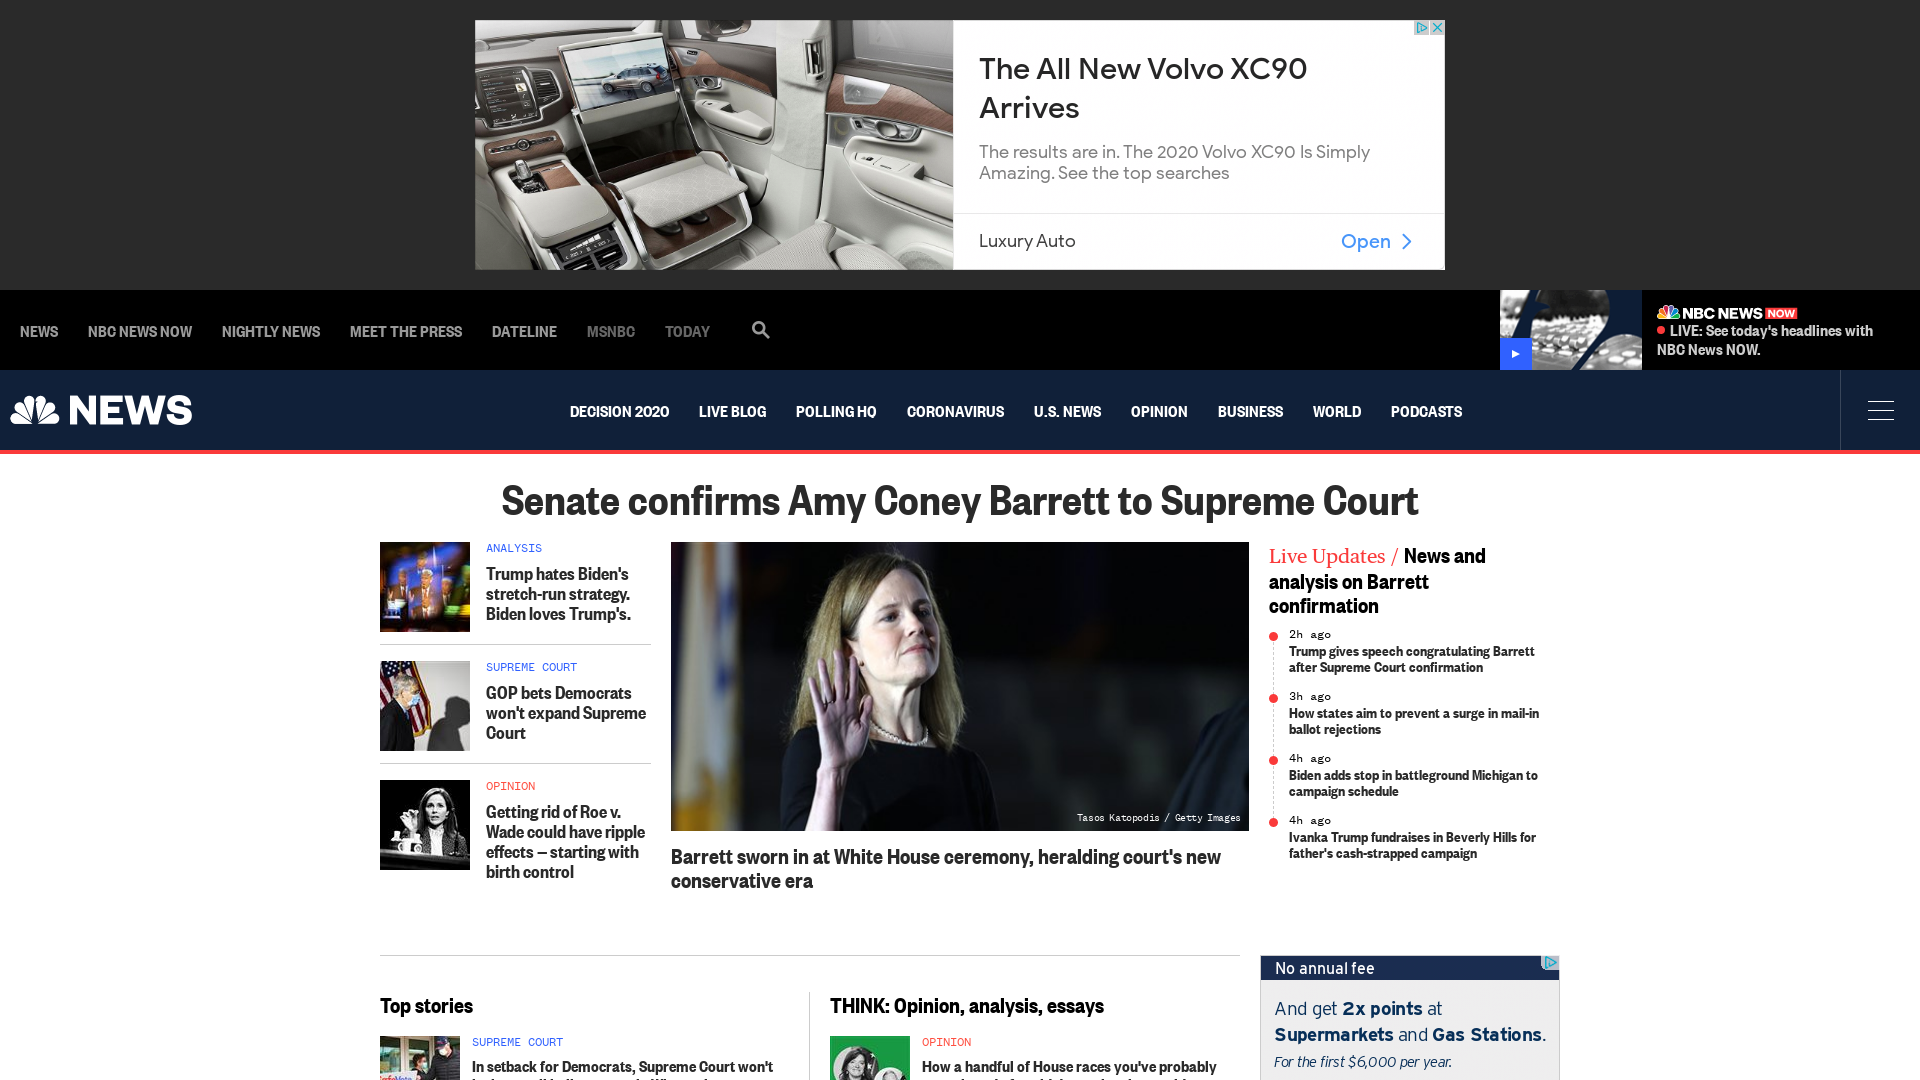 The All New Volvo XC90
Arrives
The results are in. The 2020 Volvo XC90 Is Simply
Amazing. See the top searches
Luxury Auto
Open
NEWS
NBC NEWS NOW
NIGHTLY NEWS
MEET THE PRESS
DATELINE
MSNBC
TODAY
NBC NEWS NOW
LIVE: See today's headlines with
NBC News NOW.
NEWS
DECISION 2020
LIVE BLOG
POLLING HQ
CORONAVIRUS
U.S. NEWS
OPINION
BUSINESS
WORLD
PODCASTS
Senate confirms Amy Coney Barrett to Supreme Court
ANALYSIS
Trump hates Biden's
stretch-run strategy.
Biden loves Trump's.
SUPREME COURT
GOP bets Democrats
won't expand Supreme
Court
OPINION
Getting rid of Roe v.
Wade could have ripple
effects — starting with
birth control
Tasos Katopodis / Getty Images
Barrett sworn in at White House ceremony, heralding court's new
conservative era
Live Updates / News and
analysis on Barrett
confirmation
2h ago
Trump gives speech congratulating Barrett
after Supreme Court confirmation
3h ago
How states aim to prevent a surge in mail-in
ballot rejections
4h ago
Biden adds stop in battleground Michigan to
campaign schedule
4h ago
Ivanka Trump fundraises in Beverly Hills for
father's cash-strapped campaign
Top stories
SUPREME COURT
In setback for Democrats, Supreme Court won't
THINK: Opinion, analysis, essays
OPINION
How a handful of House races you've probably
No annual fee
And get 2x points at
Supermarkets and Gas Stations.
For the first $6,000 per year.